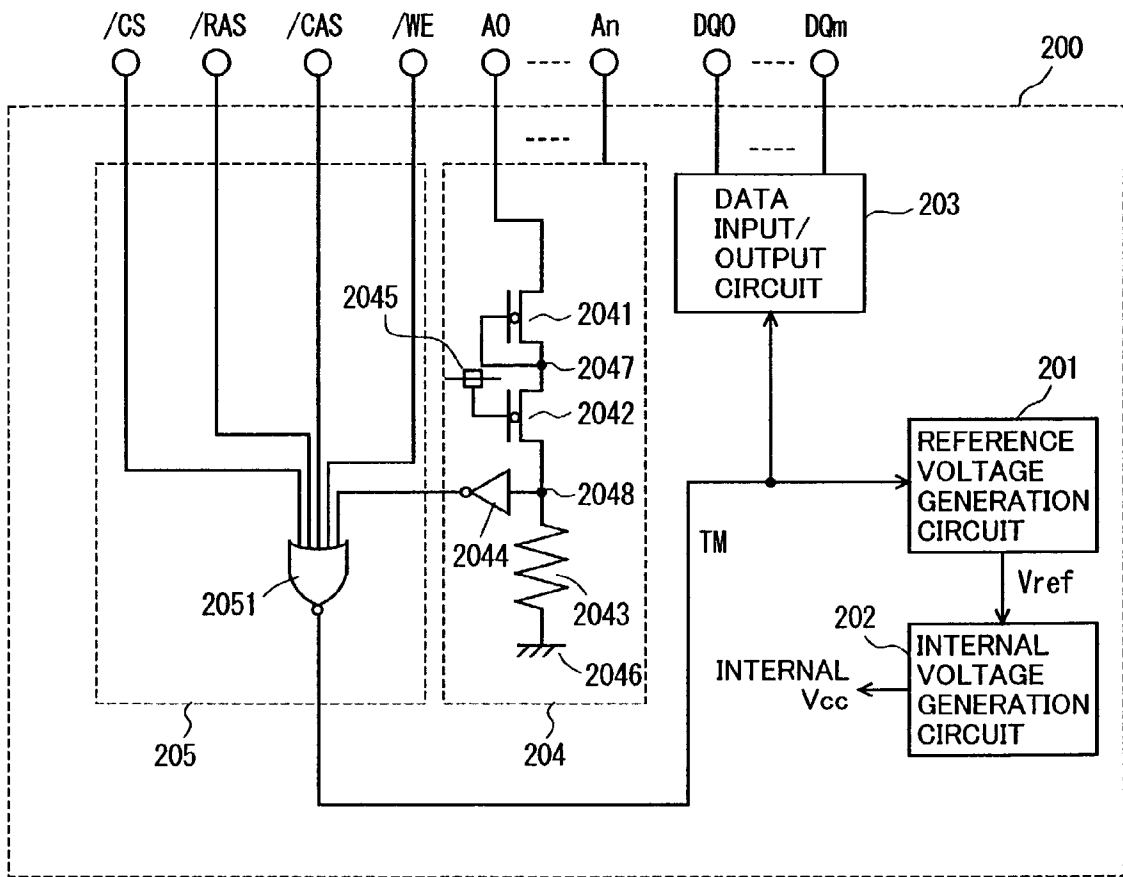 /CS /RAS /CAS /WE A0 An DQ0 DQm
200
DATA
INPUT/
OUTPUT
CIRCUIT
203
2045
2041
2047
2042
2048
2044
2043
2046
2051
205
204
TM
201
REFERENCE
VOLTAGE
GENERATION
CIRCUIT
Vref
202
INTERNAL
VOLTAGE
GENERATION
CIRCUIT
INTERNAL
Vcc